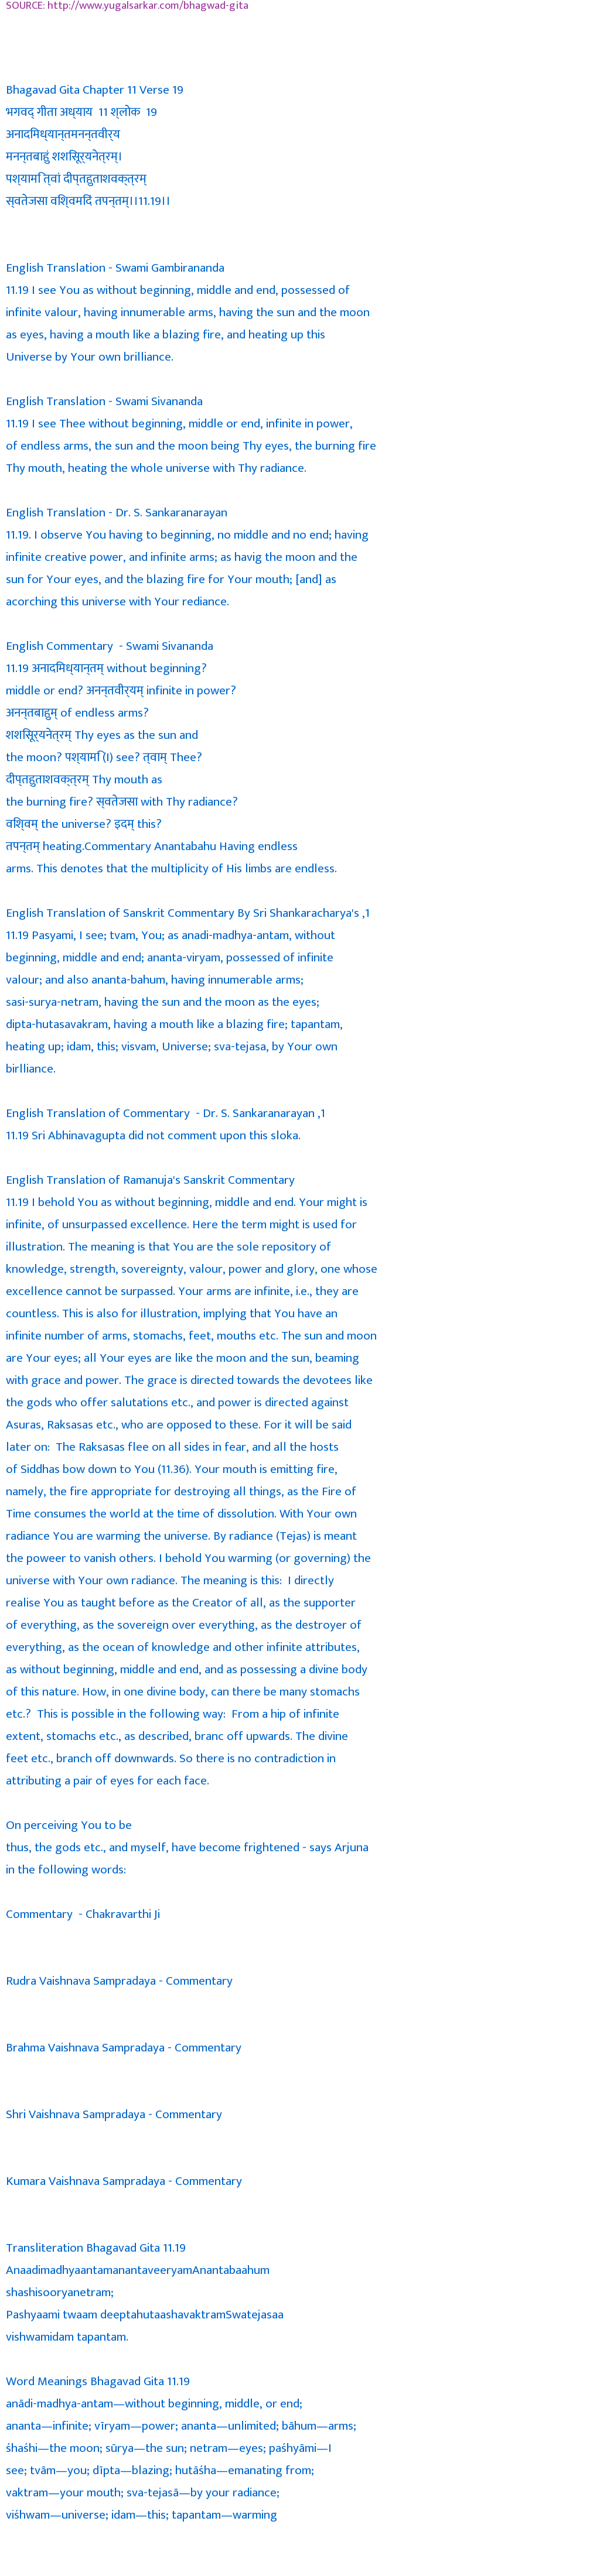 SOURCE: http://www.yugalsarkar.com/bhagwad-gita
Bhagavad Gita Chapter 11 Verse 19
भगवद् गीता अध्याय 11 श्लोक 19
अनादिमध्यान्तमनन्तवीर्य
मनन्तबाहुं शशिसूर्यनेत्रम्।
पश्यामि त्वां दीप्तहुताशवक्त्रम्
स्वतेजसा विश्वमिदं तपन्तम्।।11.19।।
English Translation - Swami Gambirananda
11.19 I see You as without beginning, middle and end, possessed of
infinite valour, having innumerable arms, having the sun and the moon
as eyes, having a mouth like a blazing fire, and heating up this
Universe by Your own brilliance.
English Translation - Swami Sivananda
11.19 I see Thee without beginning, middle or end, infinite in power,
of endless arms, the sun and the moon being Thy eyes, the burning fire
Thy mouth, heating the whole universe with Thy radiance.
English Translation - Dr. S. Sankaranarayan
11.19. I observe You having to beginning, no middle and no end; having
infinite creative power, and infinite arms; as havig the moon and the
sun for Your eyes, and the blazing fire for Your mouth; [and] as
acorching this universe with Your rediance.
English Commentary - Swami Sivananda
11.19 अनादिमध्यान्तम् without beginning?
middle or end? अनन्तवीर्यम् infinite in power?
अनन्तबाहुम् of endless arms?
शशिसूर्यनेत्रम् Thy eyes as the sun and
the moon? पश्यामि (I) see? त्वाम् Thee?
दीप्तहुताशवक्त्रम् Thy mouth as
the burning fire? स्वतेजसा with Thy radiance?
विश्वम् the universe? इदम् this?
तपन्तम् heating.Commentary Anantabahu Having endless
arms. This denotes that the multiplicity of His limbs are endless.
English Translation of Sanskrit Commentary By Sri Shankaracharya's ,1
11.19 Pasyami, I see; tvam, You; as anadi-madhya-antam, without
beginning, middle and end; ananta-viryam, possessed of infinite
valour; and also ananta-bahum, having innumerable arms;
sasi-surya-netram, having the sun and the moon as the eyes;
dipta-hutasavakram, having a mouth like a blazing fire; tapantam,
heating up; idam, this; visvam, Universe; sva-tejasa, by Your own
birlliance.
English Translation of Commentary - Dr. S. Sankaranarayan ,1
11.19 Sri Abhinavagupta did not comment upon this sloka.
English Translation of Ramanuja's Sanskrit Commentary
11.19 I behold You as without beginning, middle and end. Your might is
infinite, of unsurpassed excellence. Here the term might is used for
illustration. The meaning is that You are the sole repository of
knowledge, strength, sovereignty, valour, power and glory, one whose
excellence cannot be surpassed. Your arms are infinite, i.e., they are
countless. This is also for illustration, implying that You have an
infinite number of arms, stomachs, feet, mouths etc. The sun and moon
are Your eyes; all Your eyes are like the moon and the sun, beaming
with grace and power. The grace is directed towards the devotees like
the gods who offer salutations etc., and power is directed against
Asuras, Raksasas etc., who are opposed to these. For it will be said
later on: The Raksasas flee on all sides in fear, and all the hosts
of Siddhas bow down to You (11.36). Your mouth is emitting fire,
namely, the fire appropriate for destroying all things, as the Fire of
Time consumes the world at the time of dissolution. With Your own
radiance You are warming the universe. By radiance (Tejas) is meant
the poweer to vanish others. I behold You warming (or governing) the
universe with Your own radiance. The meaning is this: I directly
realise You as taught before as the Creator of all, as the supporter
of everything, as the sovereign over everything, as the destroyer of
everything, as the ocean of knowledge and other infinite attributes,
as without beginning, middle and end, and as possessing a divine body
of this nature. How, in one divine body, can there be many stomachs
etc.? This is possible in the following way: From a hip of infinite
extent, stomachs etc., as described, branc off upwards. The divine
feet etc., branch off downwards. So there is no contradiction in
attributing a pair of eyes for each face.
On perceiving You to be
thus, the gods etc., and myself, have become frightened - says Arjuna
in the following words:
Commentary - Chakravarthi Ji
Rudra Vaishnava Sampradaya - Commentary
Brahma Vaishnava Sampradaya - Commentary
Shri Vaishnava Sampradaya - Commentary
Kumara Vaishnava Sampradaya - Commentary
Transliteration Bhagavad Gita 11.19
AnaadimadhyaantamanantaveeryamAnantabaahum
shashisooryanetram;
Pashyaami twaam deeptahutaashavaktramSwatejasaa
vishwamidam tapantam.
Word Meanings Bhagavad Gita 11.19
anādi-madhya-antam—without beginning, middle, or end;
ananta—infinite; vīryam—power; ananta—unlimited; bāhum—arms;
śhaśhi—the moon; sūrya—the sun; netram—eyes; paśhyāmi—I
see; tvām—you; dīpta—blazing; hutāśha—emanating from;
vaktram—your mouth; sva-tejasā—by your radiance;
viśhwam—universe; idam—this; tapantam—warming